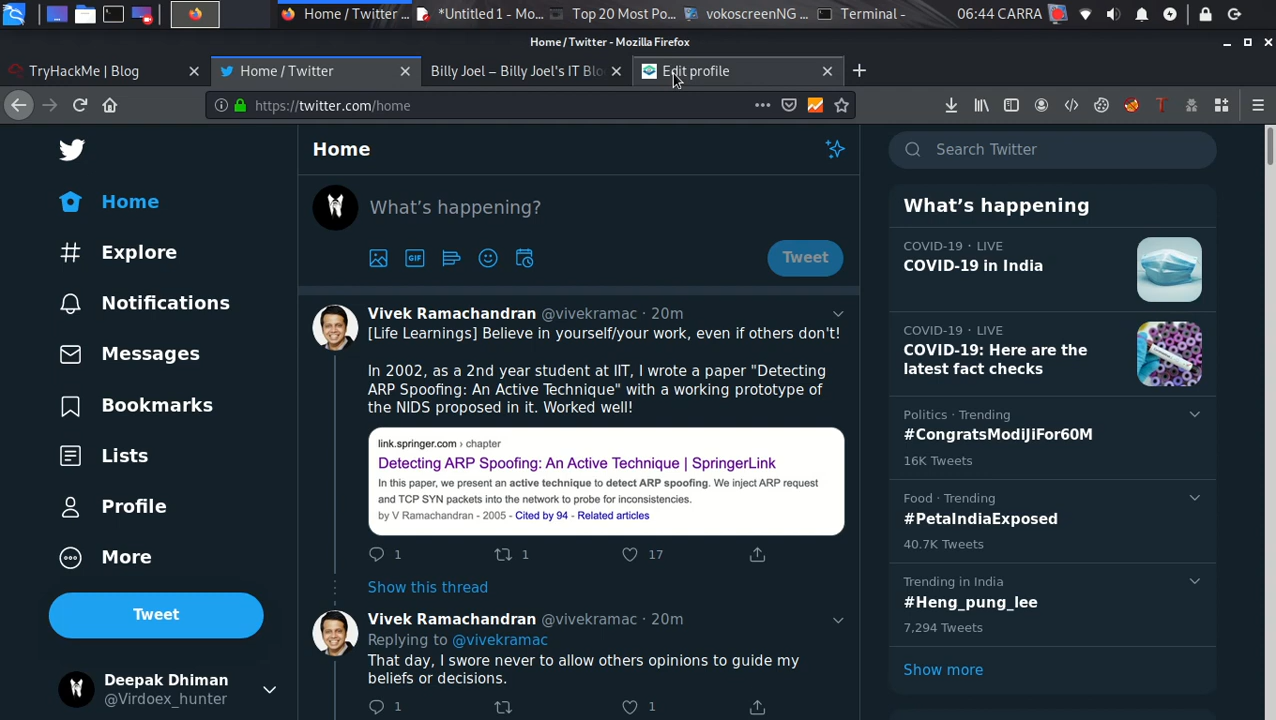 Home / Twitter ...
*Untitled 1 - Mo...
Top 20 Most Po...
vokoscreenNG ...
Terminal -
06:44 CARRA
Home / Twitter - Mozilla Firefox
TryHackMe | Blog
Home / Twitter
Billy Joel – Billy Joel's IT Blo
Edit profile
https://twitter.com/home
Home
Explore
Notifications
Messages
Bookmarks
Lists
Profile
More
Tweet
Deepak Dhiman
@Virdoex_hunter
Home
What's happening?
GIF
Tweet
Vivek Ramachandran @vivekramac · 20m
[Life Learnings] Believe in yourself/your work, even if others don't!
In 2002, as a 2nd year student at IIT, I wrote a paper "Detecting
ARP Spoofing: An Active Technique" with a working prototype of
the NIDS proposed in it. Worked well!
link.springer.com › chapter
Detecting ARP Spoofing: An Active Technique | SpringerLink
In this paper, we present an active technique to detect ARP spoofing. We inject ARP request
and TCP SYN packets into the network to probe for inconsistencies.
by V Ramachandran - 2005 - Cited by 94 - Related articles
1 1 17
Show this thread
Vivek Ramachandran @vivekramac · 20m
Replying to @vivekramac
That day, I swore never to allow others opinions to guide my
beliefs or decisions.
1 1
Search Twitter
What's happening
COVID-19 · LIVE
COVID-19 in India
COVID-19 · LIVE
COVID-19: Here are the
latest fact checks
Politics · Trending
#CongratsModiJiFor60M
16K Tweets
Food · Trending
#PetaIndiaExposed
40.7K Tweets
Trending in India
#Heng_pung_lee
7,294 Tweets
Show more